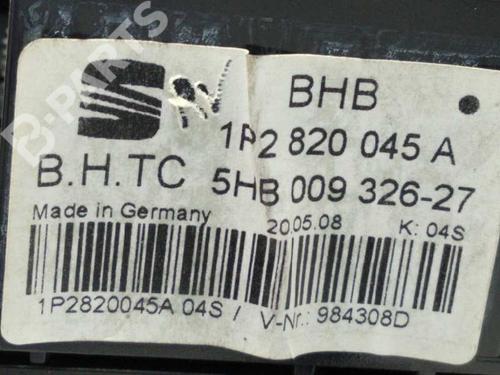 BHB
1P2 820 045 A
B.H.TC 5HB 009 326-27
Made in Germany 20.05.08 K: 04S
1P2820045A 04S / V-Nr.: 984308D
B-PARTS